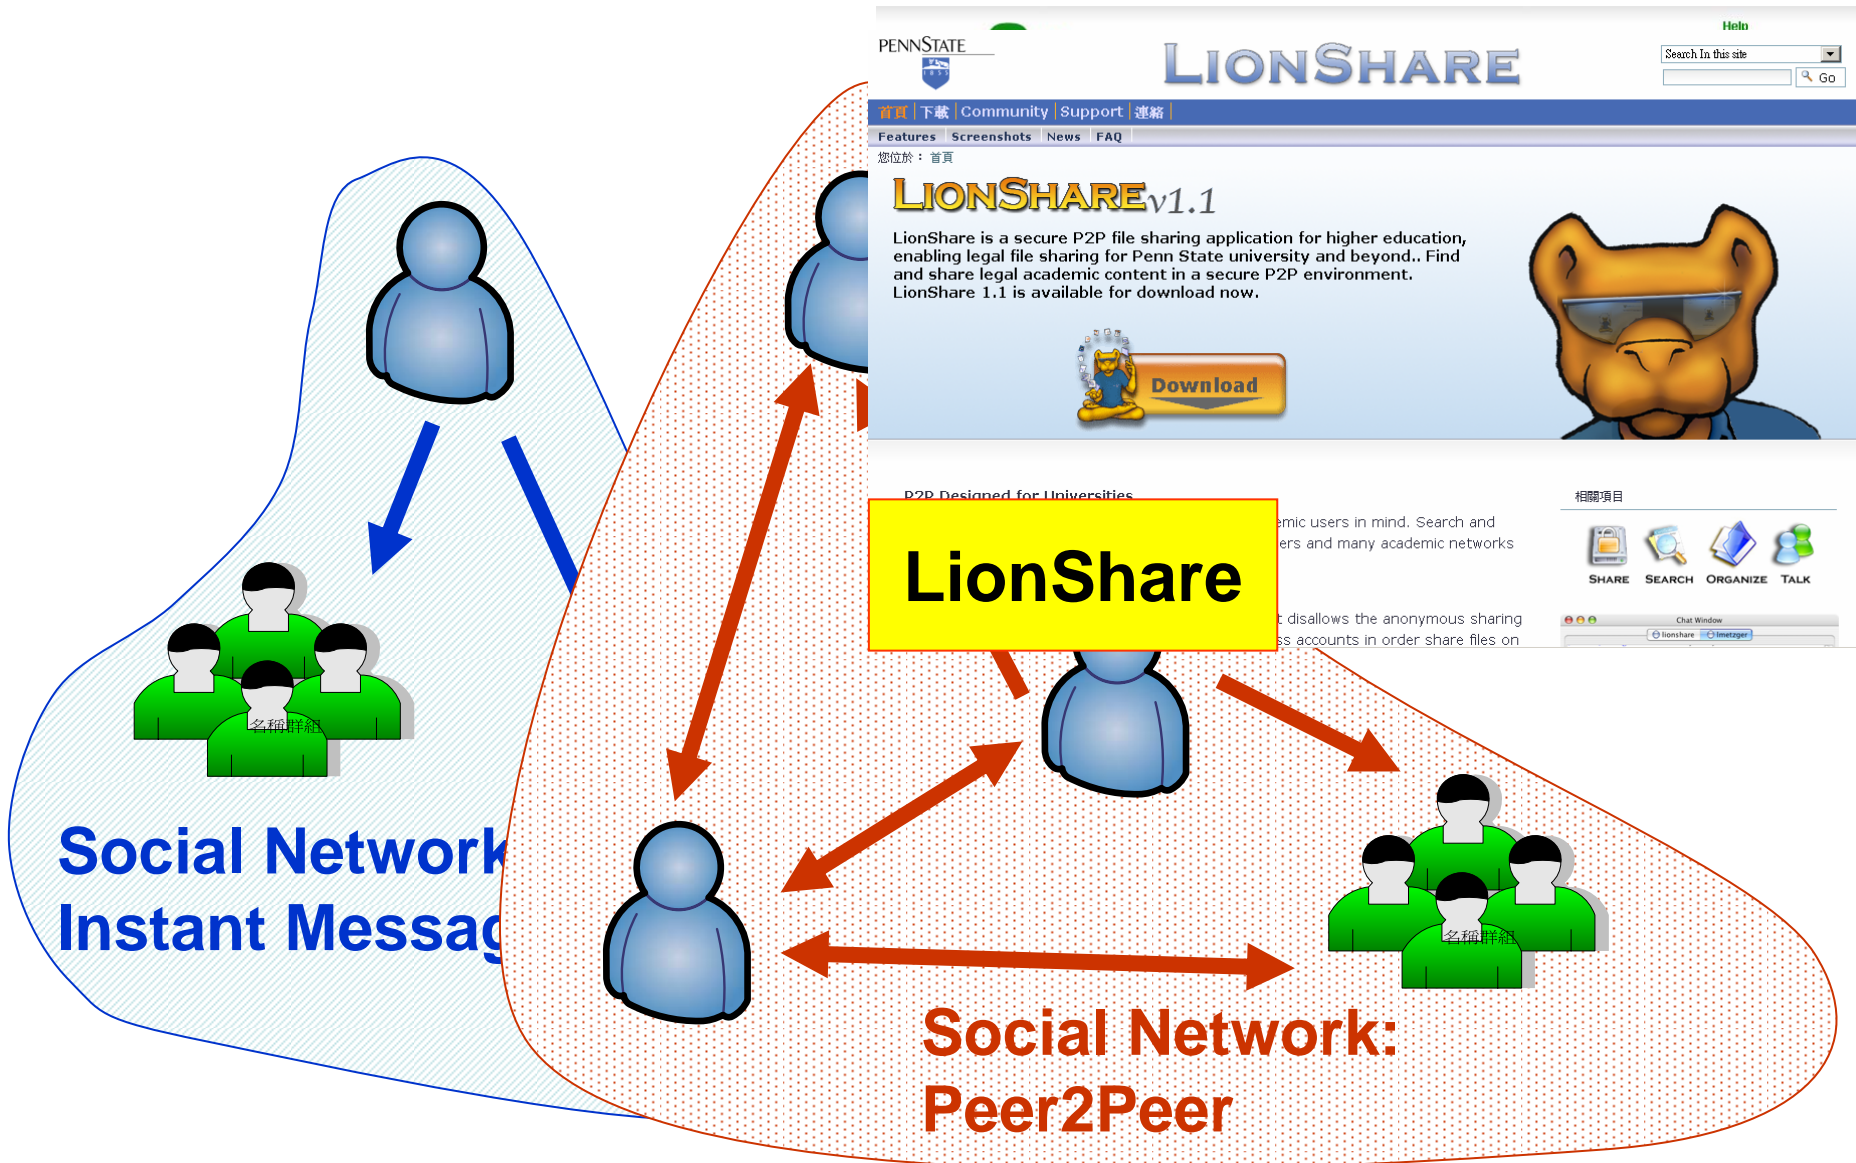 Help
PENNSTATE
1855
LIONSHARE
Search In this site
Go
首頁 | 下載 | Community | Support | 連絡 |
Features Screenshots News FAQ
您位於： 首頁
LIONSHARE v1.1
LionShare is a secure P2P file sharing application for higher education,
enabling legal file sharing for Penn State university and beyond.. Find
and share legal academic content in a secure P2P environment.
LionShare 1.1 is available for download now.
Download
P2P Designed for Universities
emic users in mind. Search and
ers and many academic networks
LionShare
t disallows the anonymous sharing
ss accounts in order share files on
相關項目
SHARE SEARCH ORGANIZE TALK
Chat Window
lionshare lmetzger
名稱群組
Social Network
Instant Messag
名稱群組
Social Network:
Peer2Peer